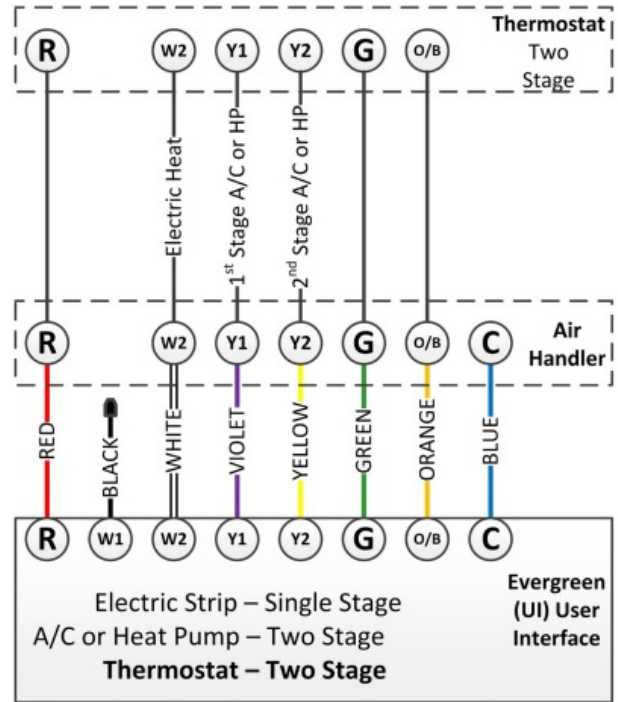 Thermostat
Two
Stage
R W2 Y1 Y2 G O/B
Electric Heat
1st Stage A/C or HP
2nd Stage A/C or HP
R W2 Y1 Y2 G O/B C
Air
Handler
RED
BLACK
WHITE
VIOLET
YELLOW
GREEN
ORANGE
BLUE
R W1 W2 Y1 Y2 G O/B C
Electric Strip – Single Stage
A/C or Heat Pump – Two Stage
Thermostat – Two Stage
Evergreen
(UI) User
Interface